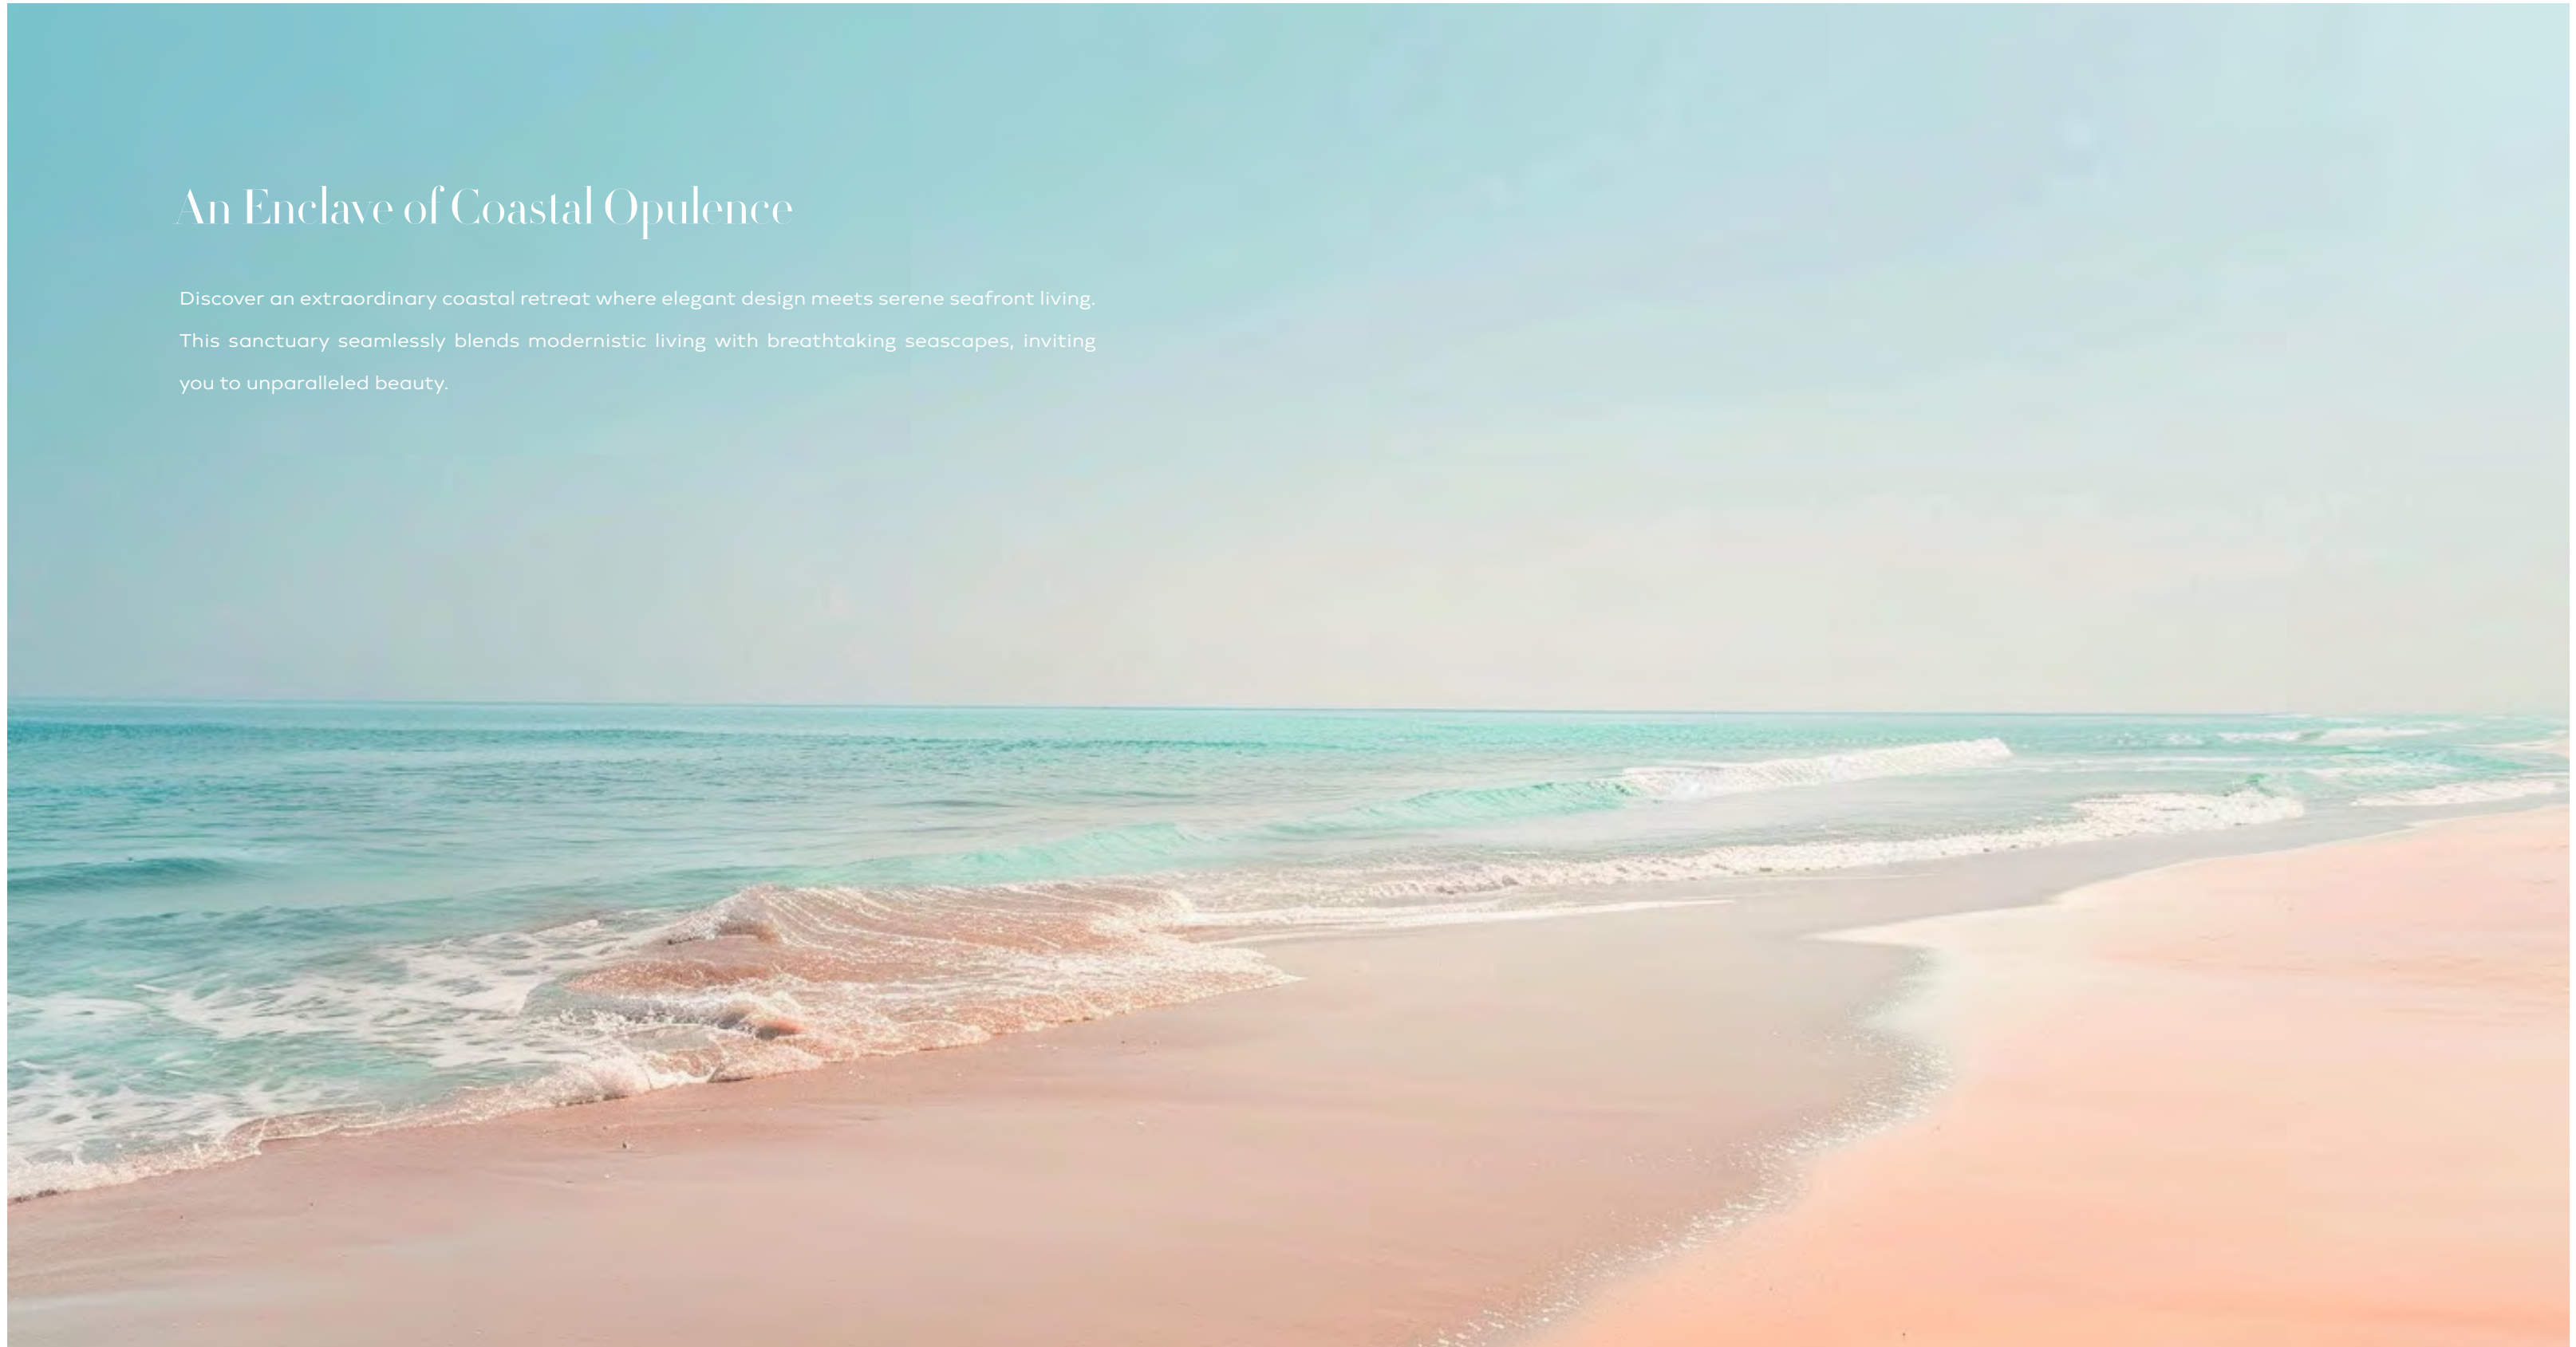 An Enclave of Coastal Opulence
Discover an extraordinary coastal retreat where elegant design meets serene seafront living.
This sanctuary seamlessly blends modernistic living with breathtaking seascapes, inviting
you to unparalleled beauty.